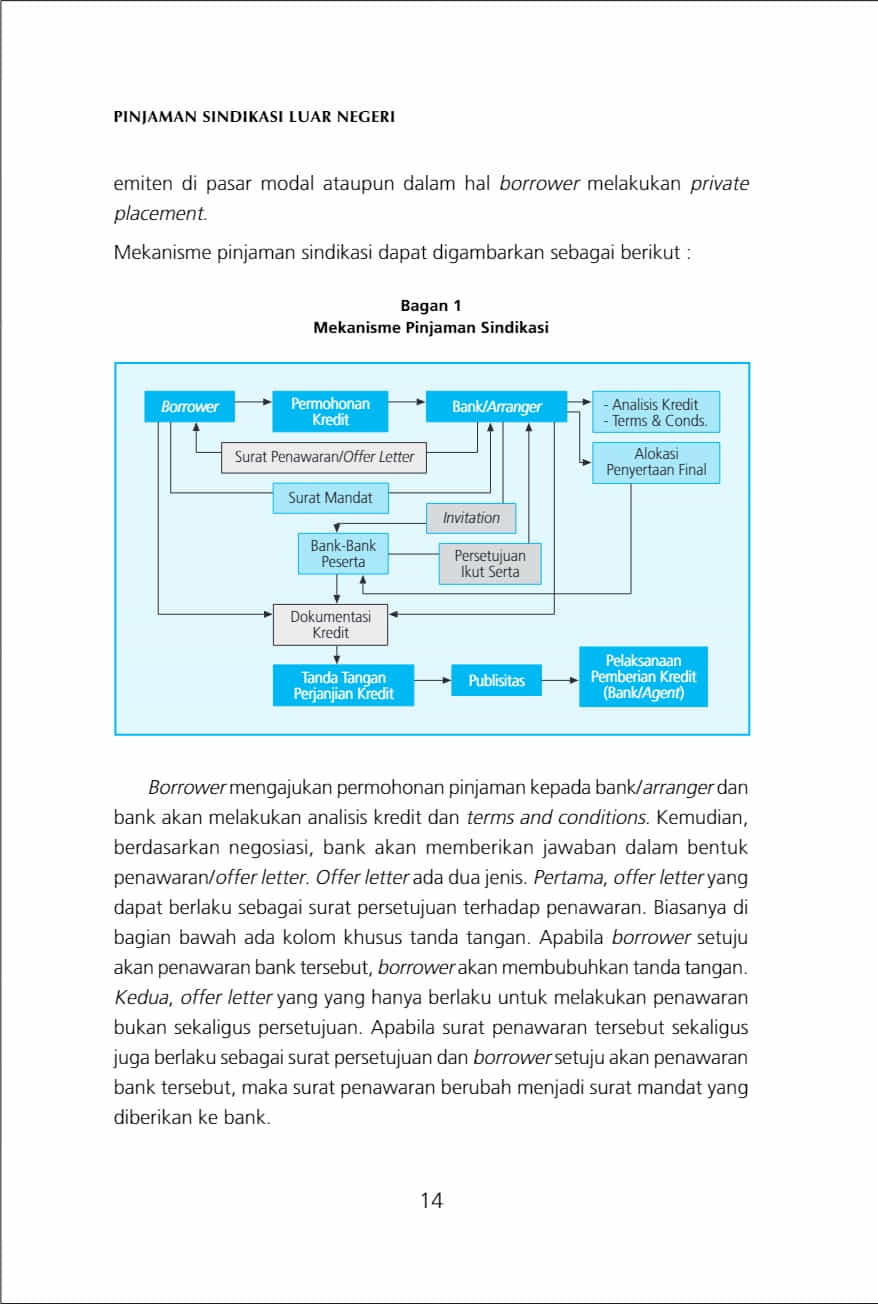 PINJAMAN SINDIKASI LUAR NEGERI
emiten di pasar modal ataupun dalam hal borrower melakukan private
placement.
Mekanisme pinjaman sindikasi dapat digambarkan sebagai berikut :
Bagan 1
Mekanisme Pinjaman Sindikasi
Borrower
Permohonan
Kredit
Bank/Arranger
- Analisis Kredit
- Terms & Conds.
Surat Penawaran/Offer Letter
Alokasi
Penyertaan Final
Surat Mandat
Invitation
Bank-Bank
Peserta
Persetujuan
Ikut Serta
Dokumentasi
Kredit
Tanda Tangan
Perjanjian Kredit
Publisitas
Pelaksanaan
Pemberian Kredit
(Bank/Agent)
Borrower mengajukan permohonan pinjaman kepada bank/arranger dan
bank akan melakukan analisis kredit dan terms and conditions. Kemudian,
berdasarkan negosiasi, bank akan memberikan jawaban dalam bentuk
penawaran/offer letter. Offer letter ada dua jenis. Pertama, offer letter yang
dapat berlaku sebagai surat persetujuan terhadap penawaran. Biasanya di
bagian bawah ada kolom khusus tanda tangan. Apabila borrower setuju
akan penawaran bank tersebut, borrower akan membubuhkan tanda tangan.
Kedua, offer letter yang yang hanya berlaku untuk melakukan penawaran
bukan sekaligus persetujuan. Apabila surat penawaran tersebut sekaligus
juga berlaku sebagai surat persetujuan dan borrower setuju akan penawaran
bank tersebut, maka surat penawaran berubah menjadi surat mandat yang
diberikan ke bank.
14